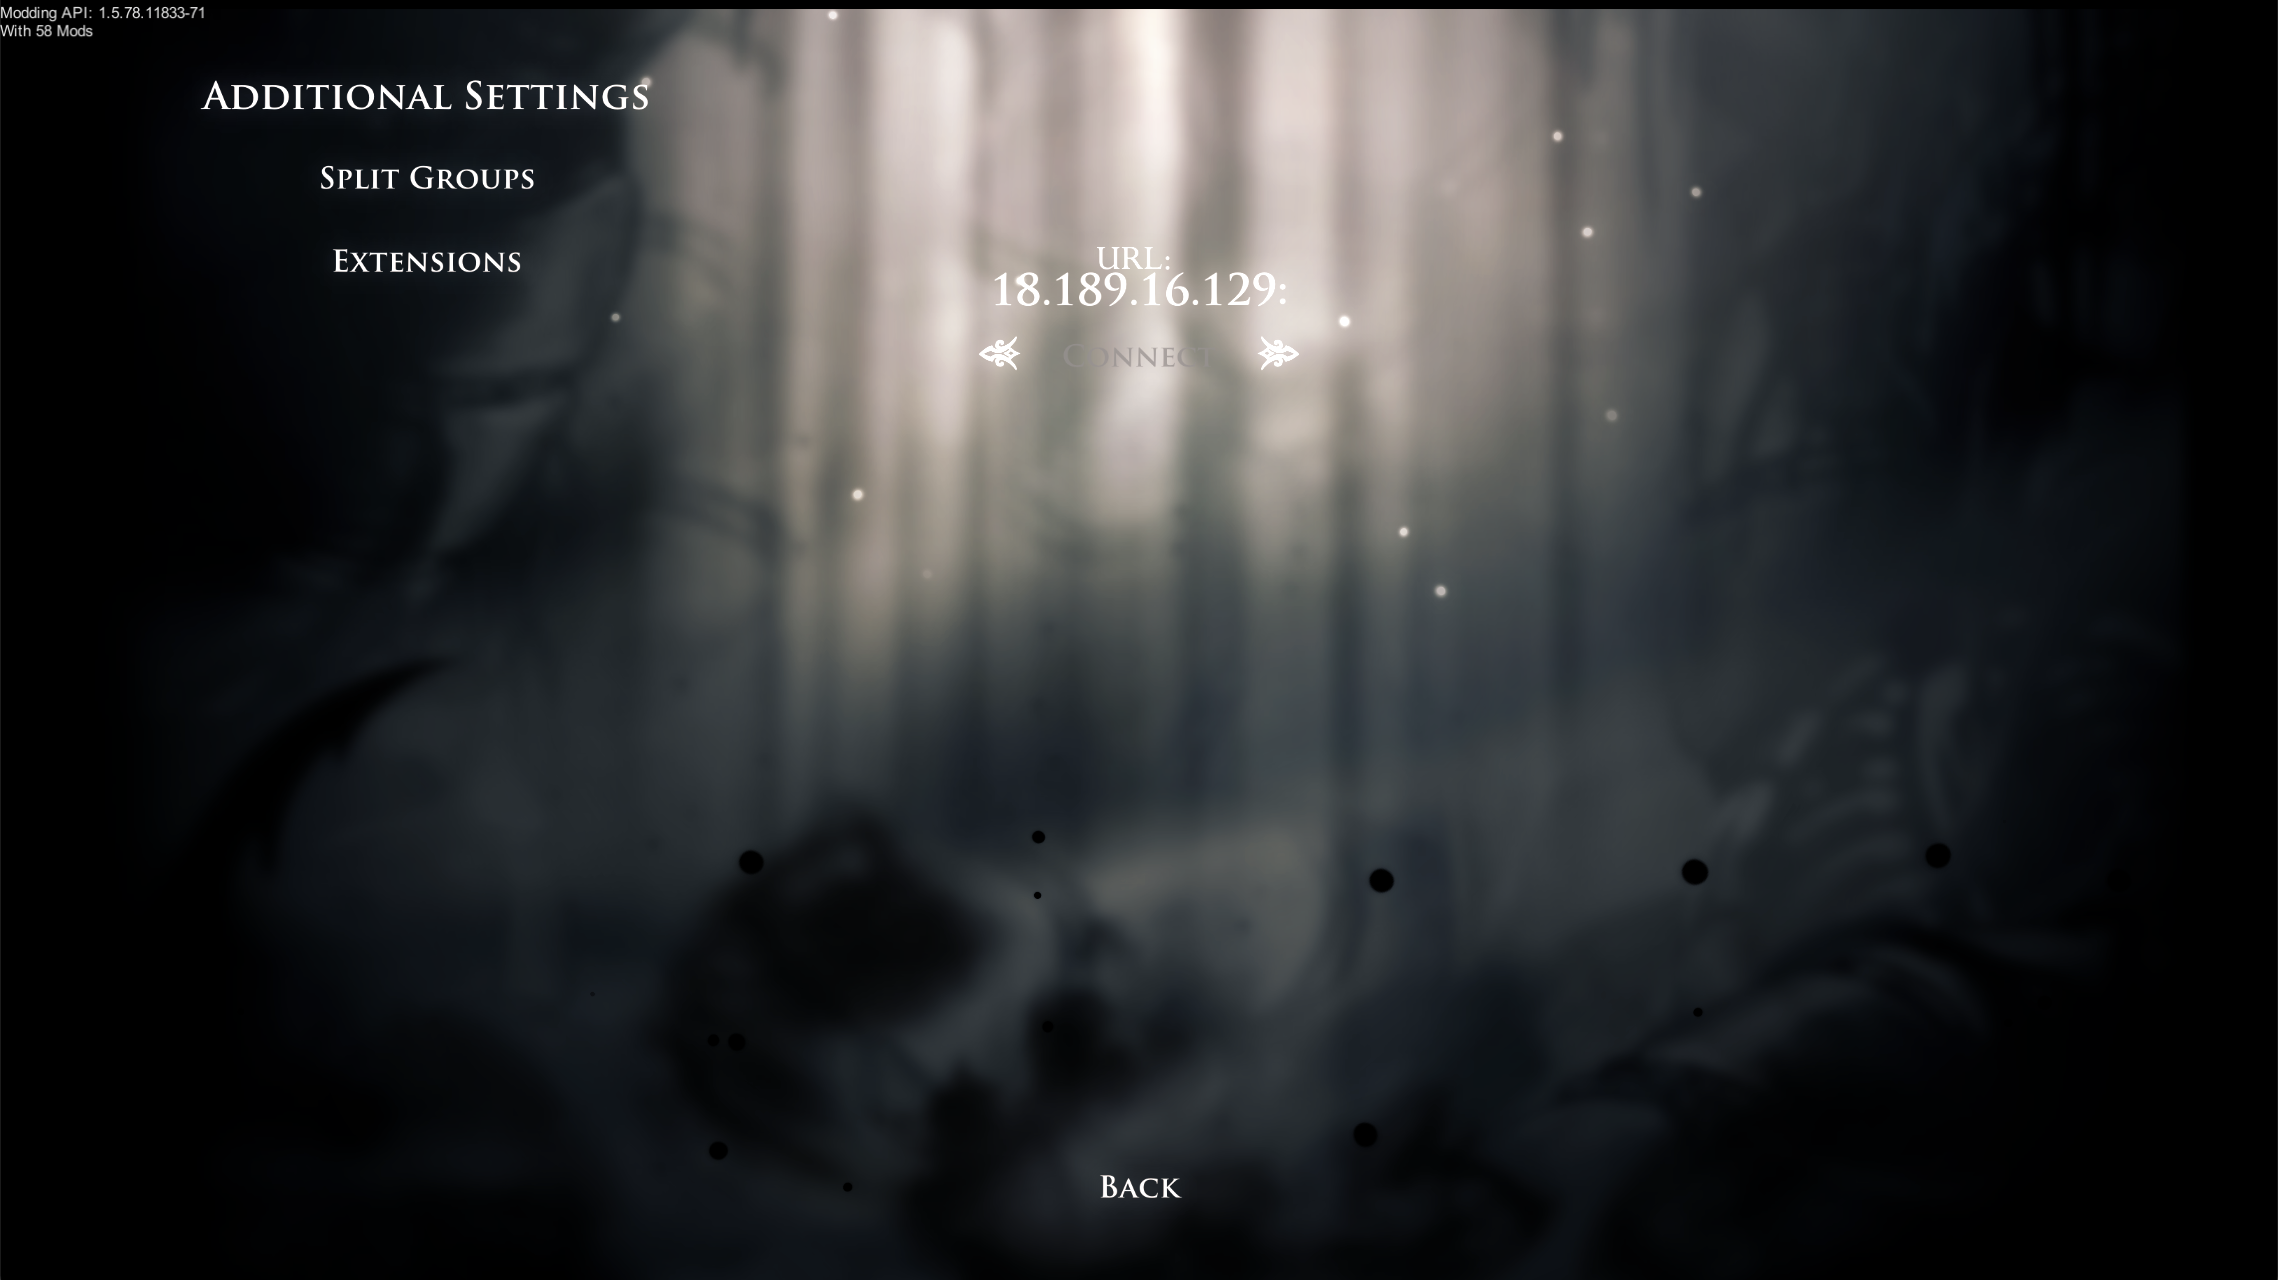 Modding API: 1.5.78.11833-71
With 58 Mods
Additional Settings
Split Groups
Extensions
URL:
18.189.16.129:
Connect
Back